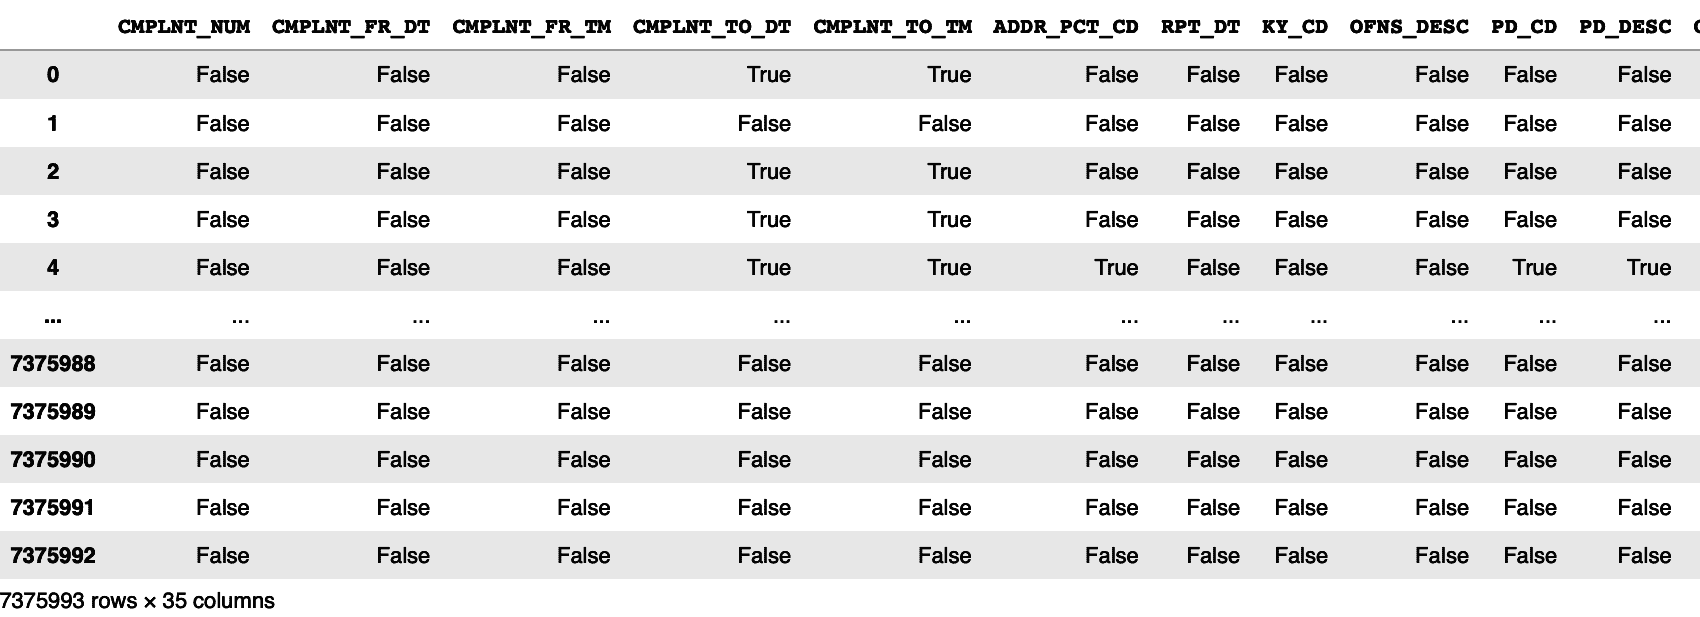 CMPLNT_NUM CMPLNT_FR_DT CMPLNT_FR_TM CMPLNT_TO_DT CMPLNT_TO_TM ADDR_PCT_CD RPT_DT KY_CD OFNS_DESC PD_CD PD_DESC
0 False False False True True False False False False False False
1 False False False False False False False False False False False
2 False False False True True False False False False False False
3 False False False True True False False False False False False
4 False False False True True True False False False True True
... ... ... ... ... ... ... ... ... ... ... ...
7375988 False False False False False False False False False False False
7375989 False False False False False False False False False False False
7375990 False False False False False False False False False False False
7375991 False False False False False False False False False False False
7375992 False False False False False False False False False False False
7375993 rows × 35 columns